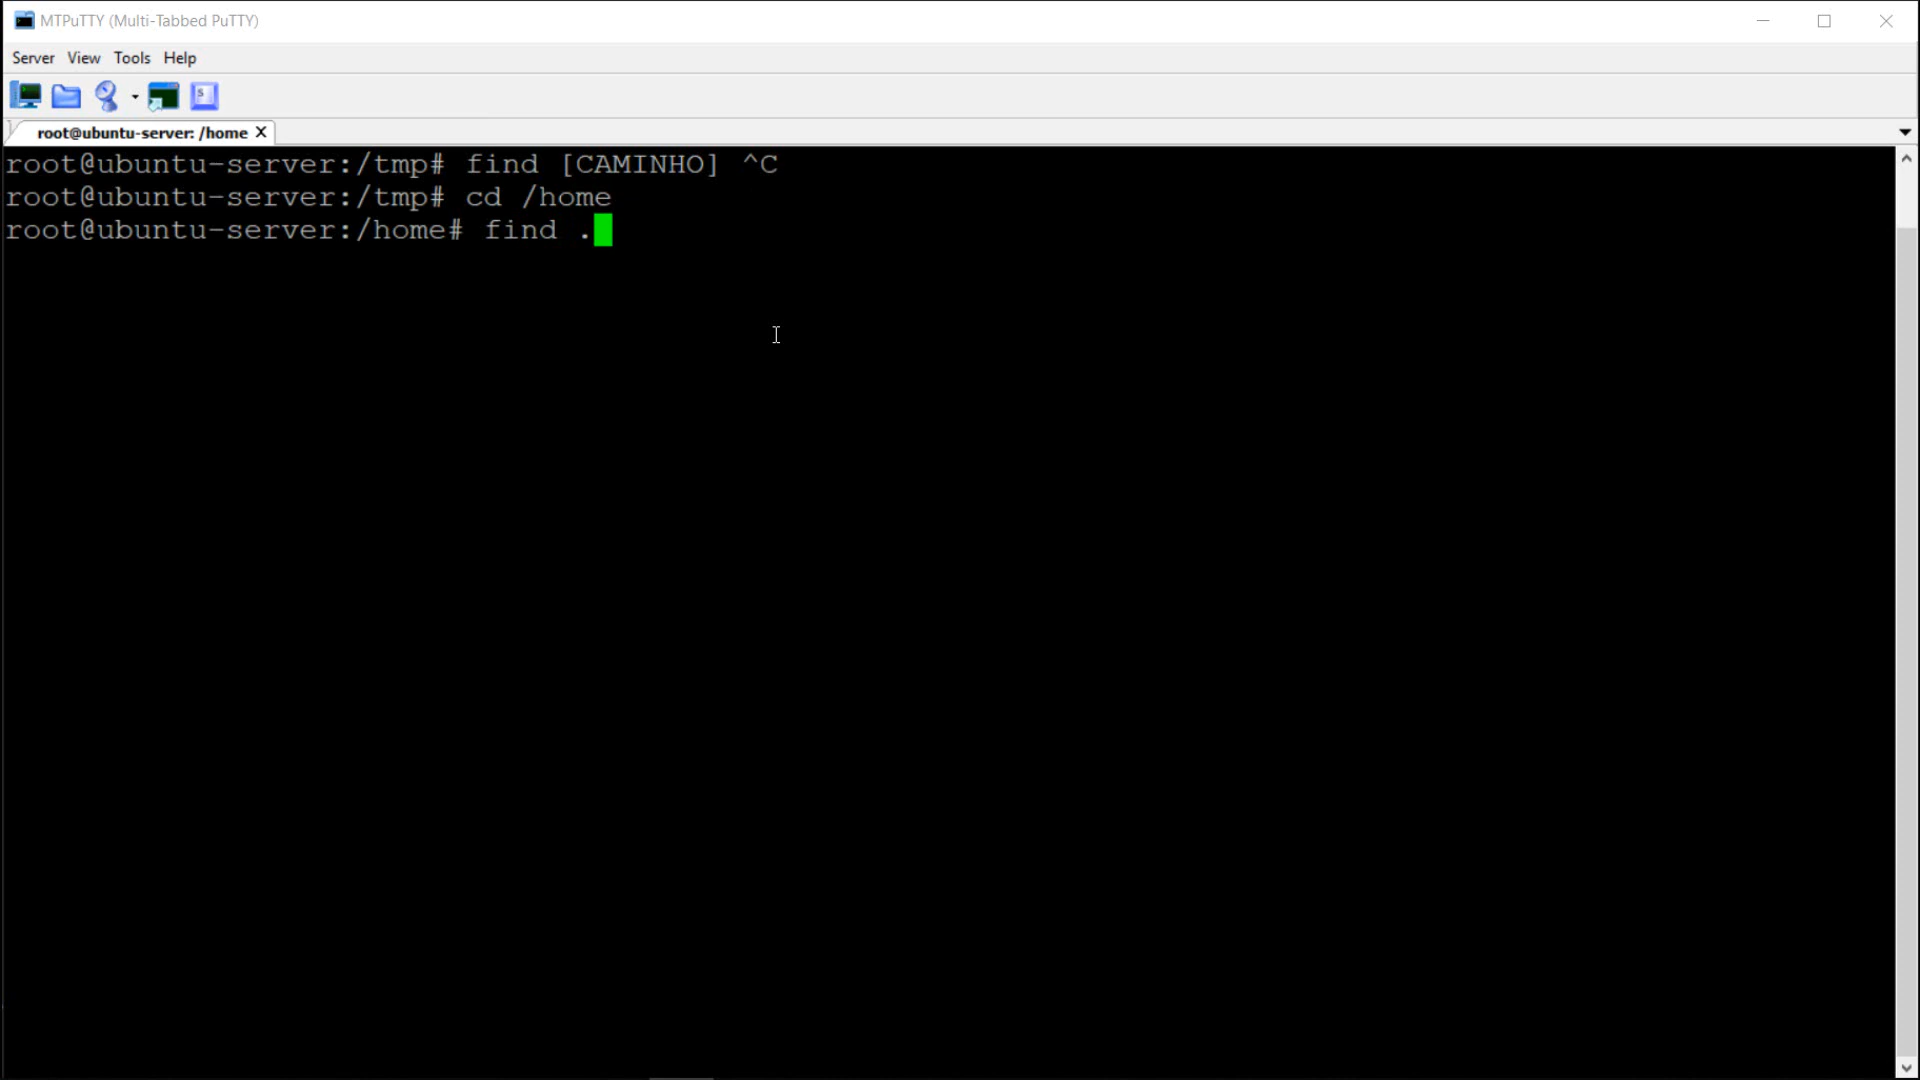 MTPuTTY (Multi-Tabbed PuTTY)
Server View Tools Help
S
root@ubuntu-server: /home X
root@ubuntu-server:/tmp# find [CAMINHO] ^C
root@ubuntu-server:/tmp# cd /home
root@ubuntu-server:/home# find .